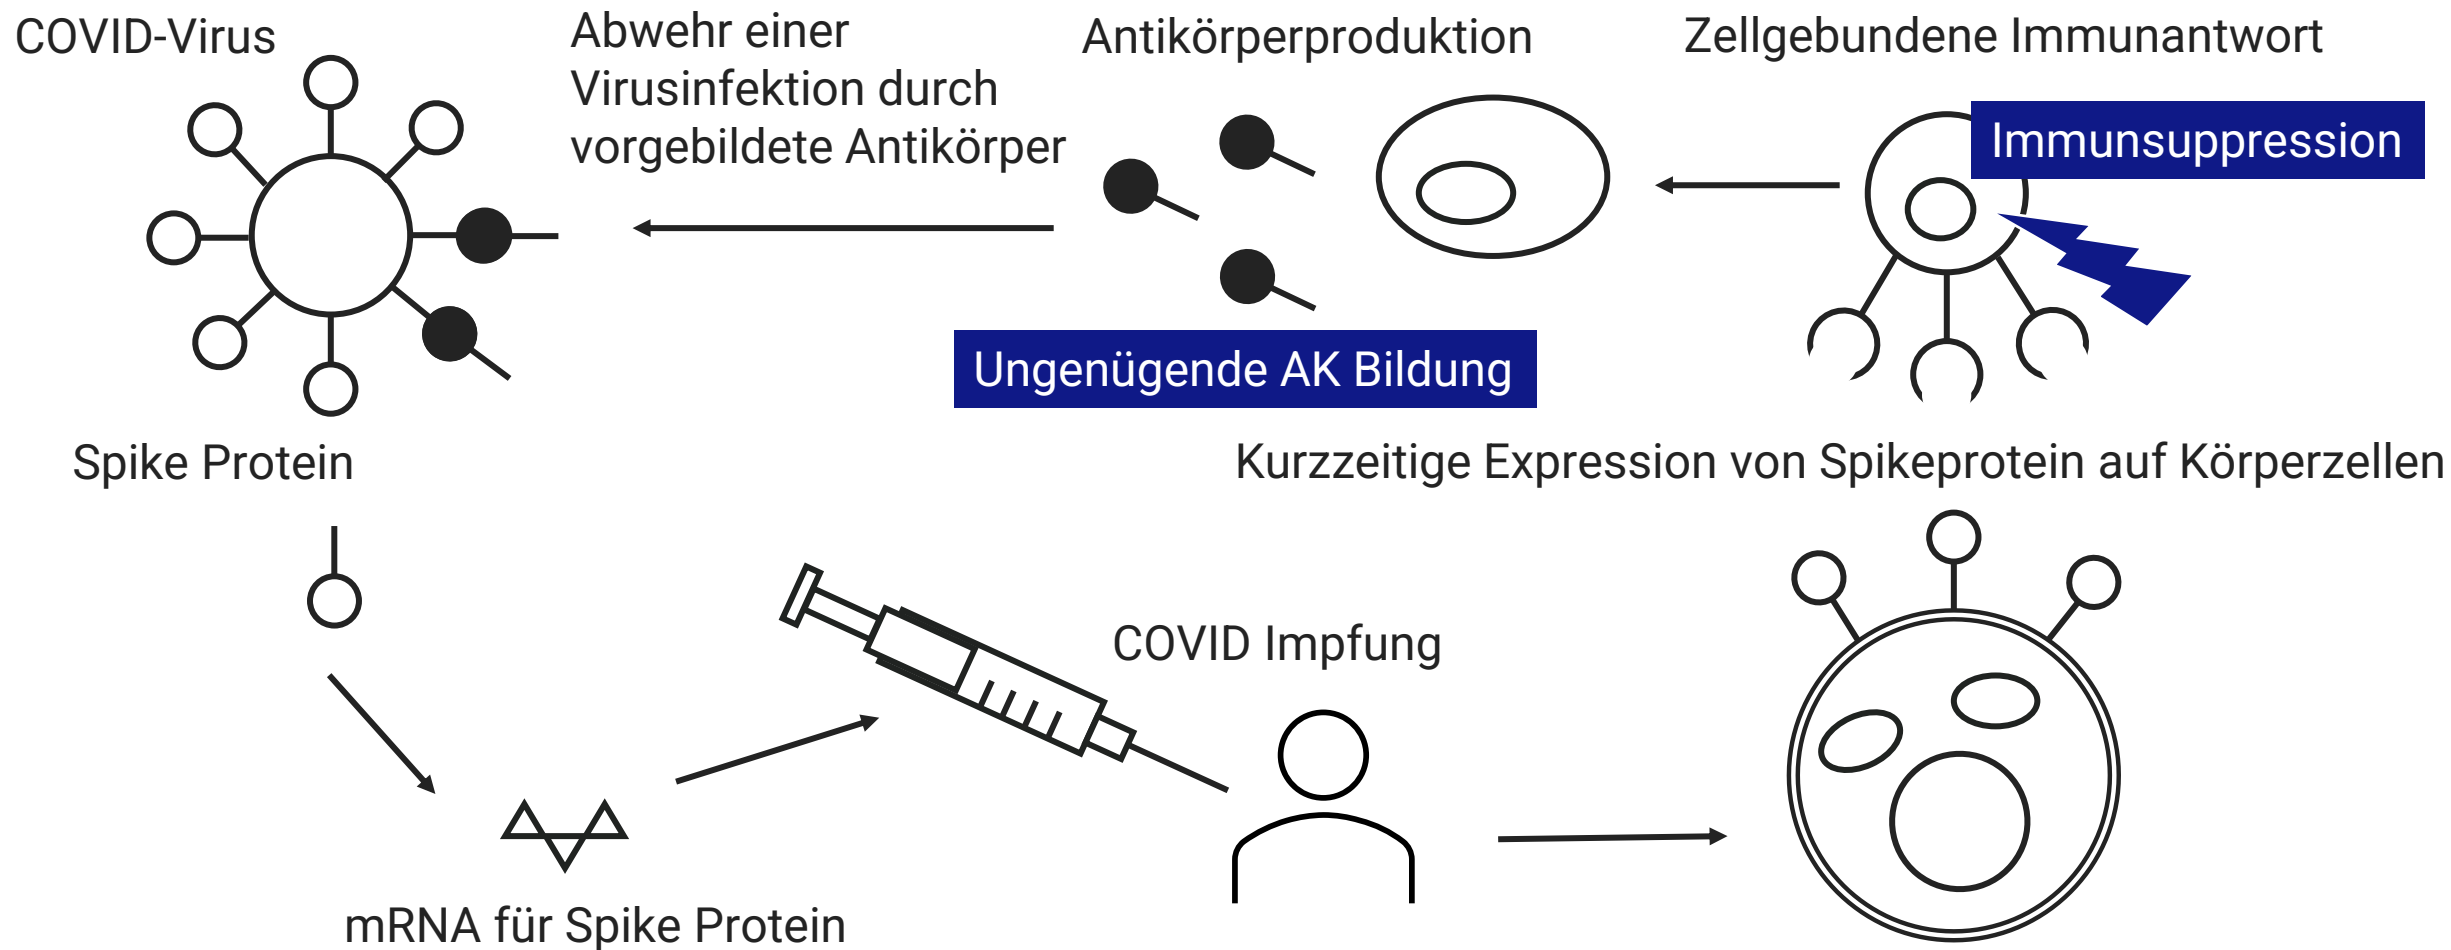 COVID-Virus
Abwehr einer
Virusinfektion durch
vorgebildete Antikörper
Antikörperproduktion
Zellgebundene Immunantwort
Immunsuppression
Ungenügende AK Bildung
Spike Protein
Kurzzeitige Expression von Spikeprotein auf Körperzellen
COVID Impfung
mRNA für Spike Protein